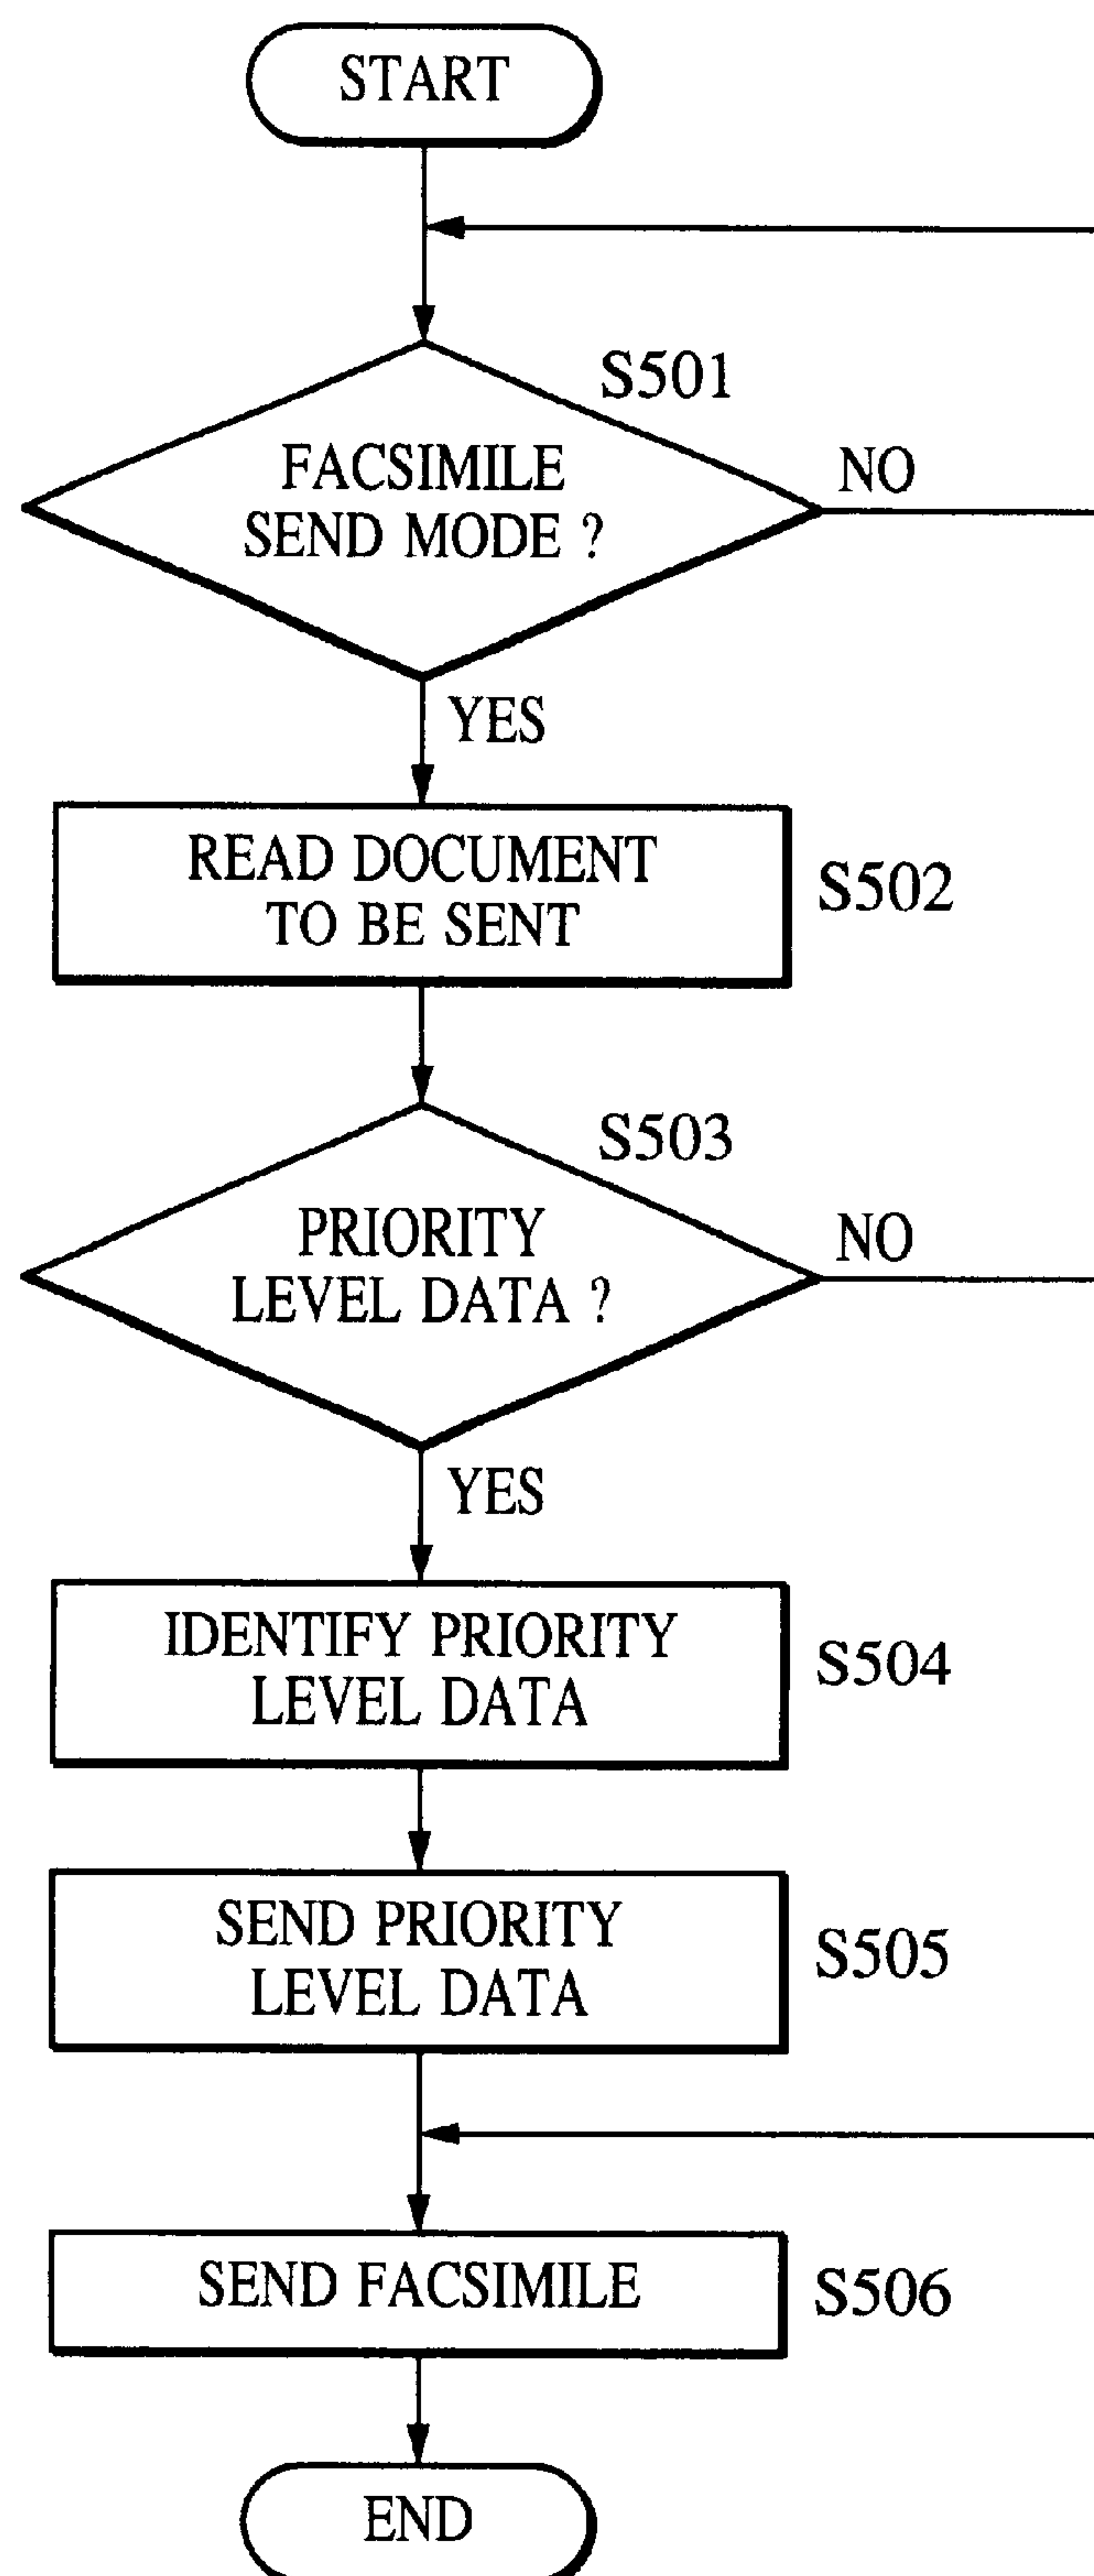 START
S501
FACSIMILE
SEND MODE ?
NO
YES
READ DOCUMENT
TO BE SENT
S502
S503
PRIORITY
LEVEL DATA ?
NO
YES
IDENTIFY PRIORITY
LEVEL DATA
S504
SEND PRIORITY
LEVEL DATA
S505
SEND FACSIMILE
S506
END